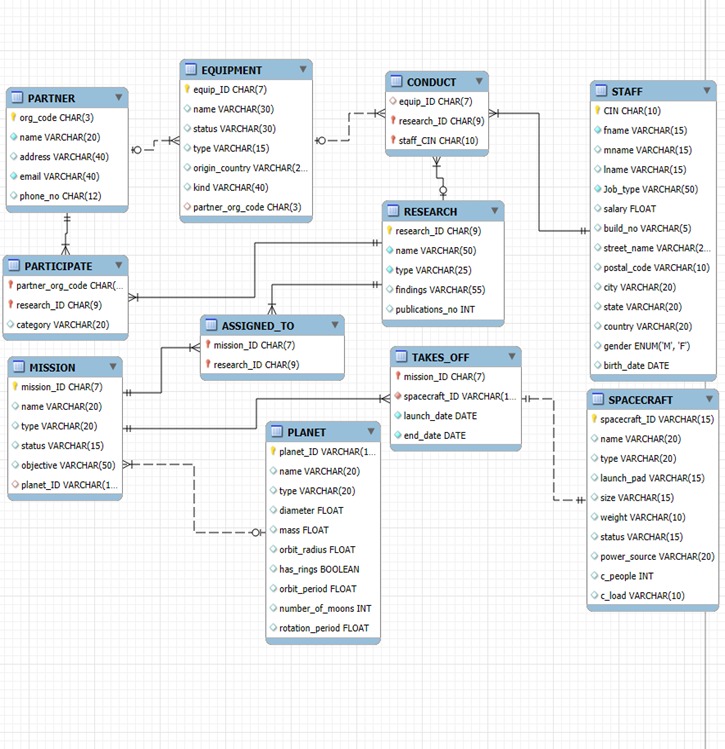 PARTNER
org_code CHAR(3)
name VARCHAR(20)
address VARCHAR(40)
email VARCHAR(40)
phone_no CHAR(12)
EQUIPMENT
equip_ID CHAR(7)
name VARCHAR(30)
status VARCHAR(30)
type VARCHAR(15)
origin_country VARCHAR(2...
kind VARCHAR(40)
partner_org_code CHAR(3)
CONDUCT
equip_ID CHAR(7)
research_ID CHAR(9)
staff_CIN CHAR(10)
STAFF
CIN CHAR(10)
fname VARCHAR(15)
mname VARCHAR(15)
lname VARCHAR(15)
Job_type VARCHAR(50)
salary FLOAT
build_no VARCHAR(5)
street_name VARCHAR(2...
postal_code VARCHAR(10)
city VARCHAR(20)
state VARCHAR(20)
country VARCHAR(20)
gender ENUM('M', 'F')
birth_date DATE
RESEARCH
research_ID CHAR(9)
name VARCHAR(50)
type VARCHAR(25)
findings VARCHAR(55)
publications_no INT
PARTICIPATE
partner_org_code CHAR(...
research_ID CHAR(9)
category VARCHAR(20)
ASSIGNED_TO
mission_ID CHAR(7)
research_ID CHAR(9)
MISSION
mission_ID CHAR(7)
name VARCHAR(20)
type VARCHAR(20)
status VARCHAR(15)
objective VARCHAR(50)
planet_ID VARCHAR(1...
TAKES_OFF
mission_ID CHAR(7)
spacecraft_ID VARCHAR(1...
launch_date DATE
end_date DATE
PLANET
planet_ID VARCHAR(1...
name VARCHAR(20)
type VARCHAR(20)
diameter FLOAT
mass FLOAT
orbit_radius FLOAT
has_rings BOOLEAN
orbit_period FLOAT
number_of_moons INT
rotation_period FLOAT
SPACECRAFT
spacecraft_ID VARCHAR(15)
name VARCHAR(20)
type VARCHAR(20)
launch_pad VARCHAR(15)
size VARCHAR(15)
weight VARCHAR(10)
status VARCHAR(15)
power_source VARCHAR(20)
c_people INT
c_load VARCHAR(10)